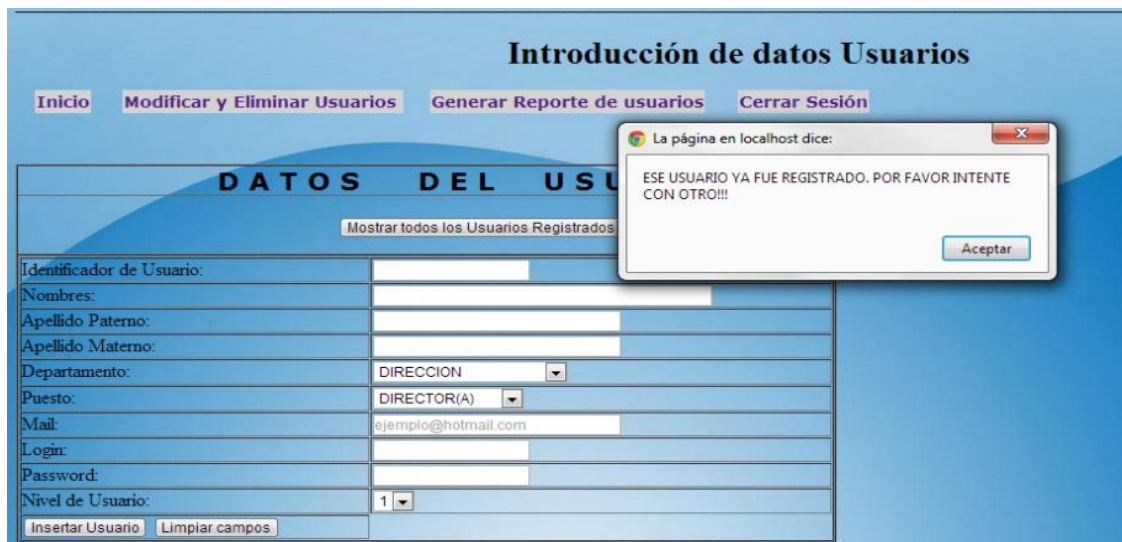 Introducción de datos Usuarios
Inicio Modificar y Eliminar Usuarios Generar Reporte de usuarios Cerrar Sesión
La página en localhost dice:
ESE USUARIO YA FUE REGISTRADO. POR FAVOR INTENTE
CON OTRO!!!
Aceptar
DATOS DEL
Mostrar todos los Usuarios Registrados
Identificador de Usuario:
Nombres:
Apellido Paterno:
Apellido Materno:
Departamento: DIRECCION
Puesto: DIRECTOR(A)
Mail: ejemplo@hotmail.com
Login:
Password:
Nivel de Usuario: 1
Insertar Usuario Limpiar campos